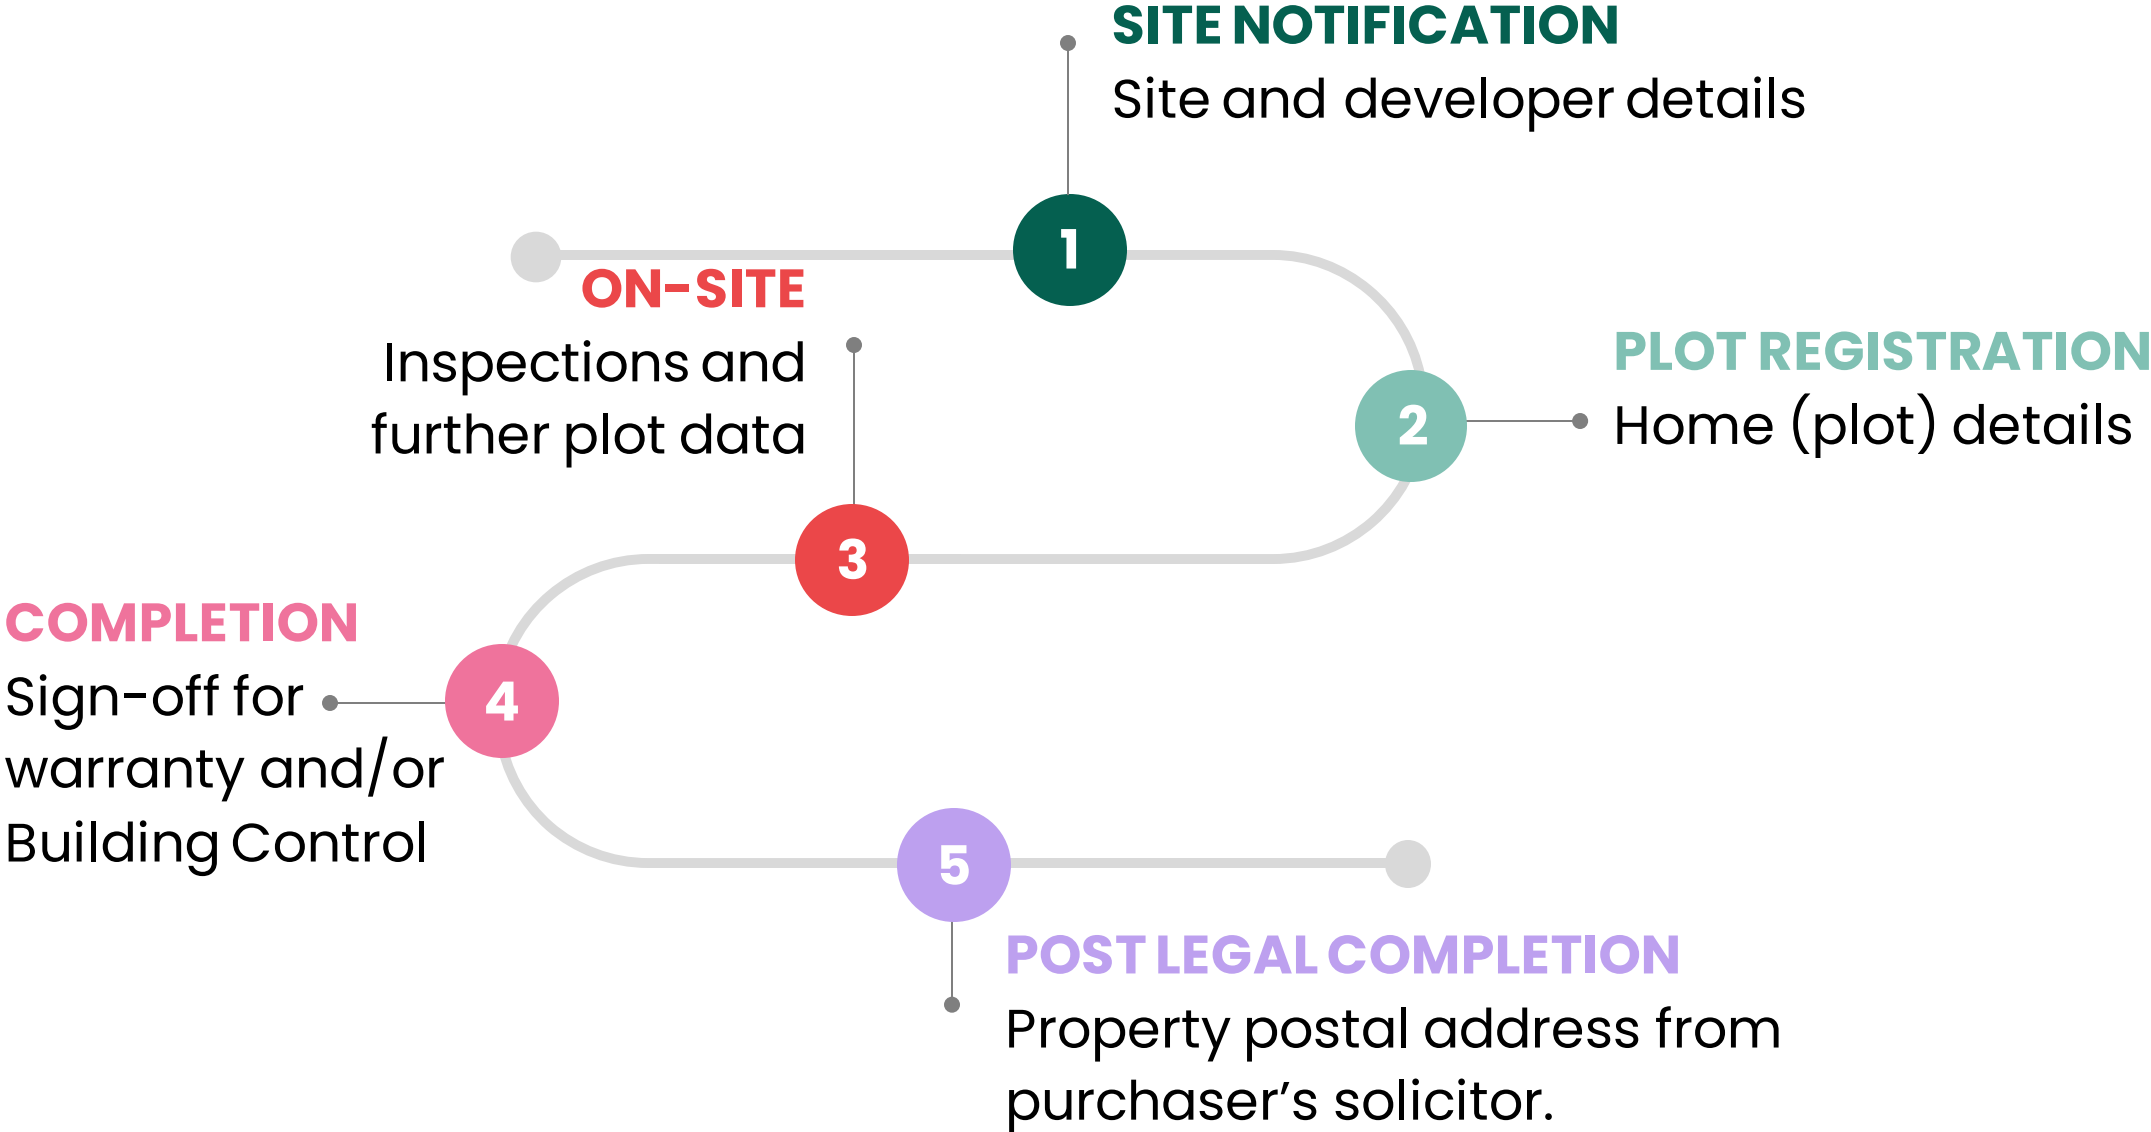 SITE NOTIFICATION
Site and developer details
1
PLOT REGISTRATION
Home (plot) details
2
ON-SITE
Inspections and
further plot data
3
COMPLETION
Sign-off for
warranty and/or
Building Control
4
5
POST LEGAL COMPLETION
Property postal address from
purchaser’s solicitor.